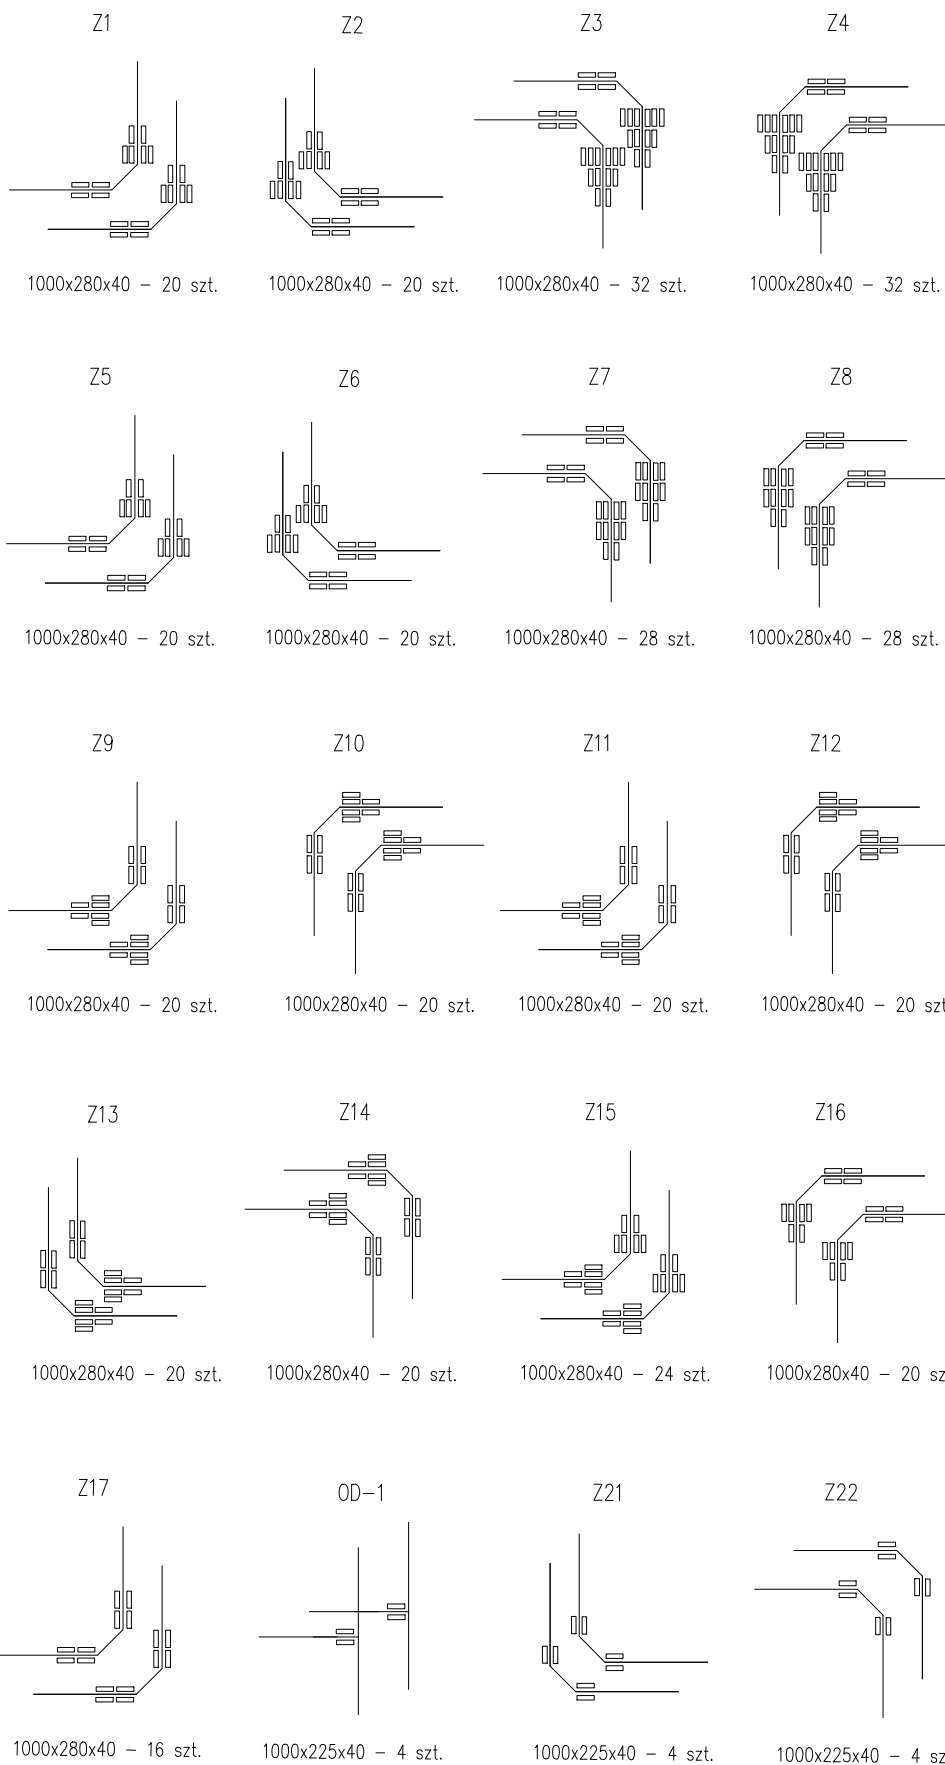 Z1 Z2 Z3 Z4
1000x280x40 – 20 szt. 1000x280x40 – 20 szt. 1000x280x40 – 32 szt. 1000x280x40 – 32 szt.
Z5 Z6 Z7 Z8
1000x280x40 – 20 szt. 1000x280x40 – 20 szt. 1000x280x40 – 28 szt. 1000x280x40 – 28 szt.
Z9 Z10 Z11 Z12
1000x280x40 – 20 szt. 1000x280x40 – 20 szt. 1000x280x40 – 20 szt. 1000x280x40 – 20 szt
Z13 Z14 Z15 Z16
1000x280x40 – 20 szt. 1000x280x40 – 20 szt. 1000x280x40 – 24 szt. 1000x280x40 – 20 sz
Z17 OD–1 Z21 Z22
1000x280x40 – 16 szt. 1000x225x40 – 4 szt. 1000x225x40 – 4 szt. 1000x225x40 – 4 sz